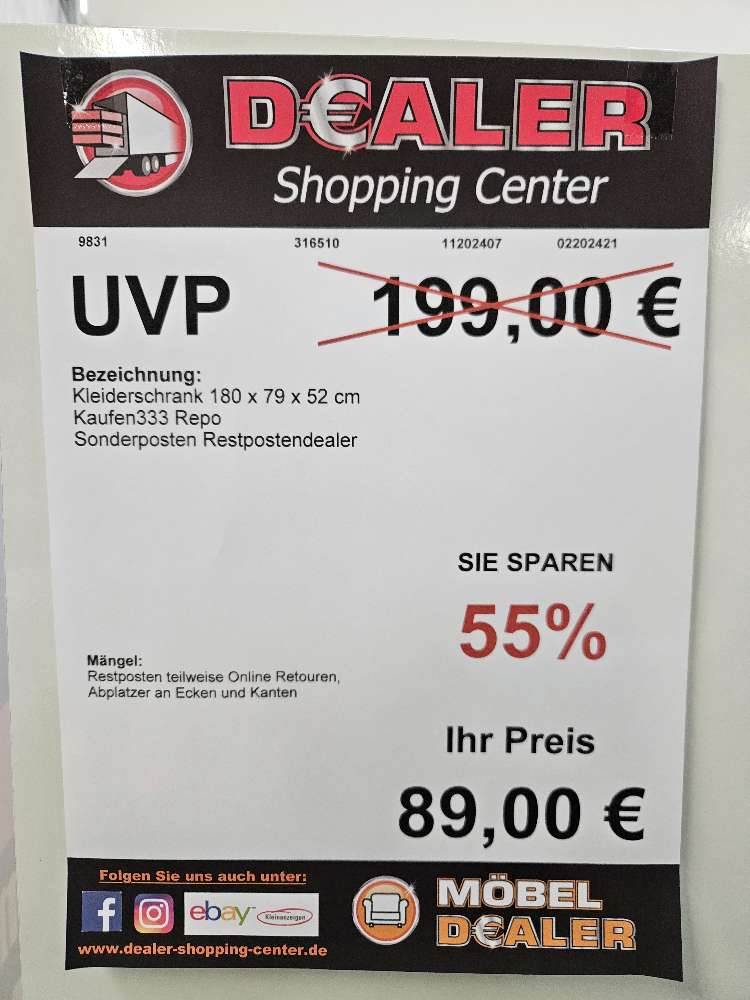 D€ALER
Shopping Center
9831 316510 11202407 02202421
UVP 199,00 €
Bezeichnung:
Kleiderschrank 180 x 79 x 52 cm
Kaufen333 Repo
Sonderposten Restpostendealer
SIE SPAREN
55%
Mängel:
Restposten teilweise Online Retouren,
Abplatzer an Ecken und Kanten
Ihr Preis
89,00 €
Folgen Sie uns auch unter:
ebay Kleinanzeigen
www.dealer-shopping-center.de
MÖBEL
D€ALER